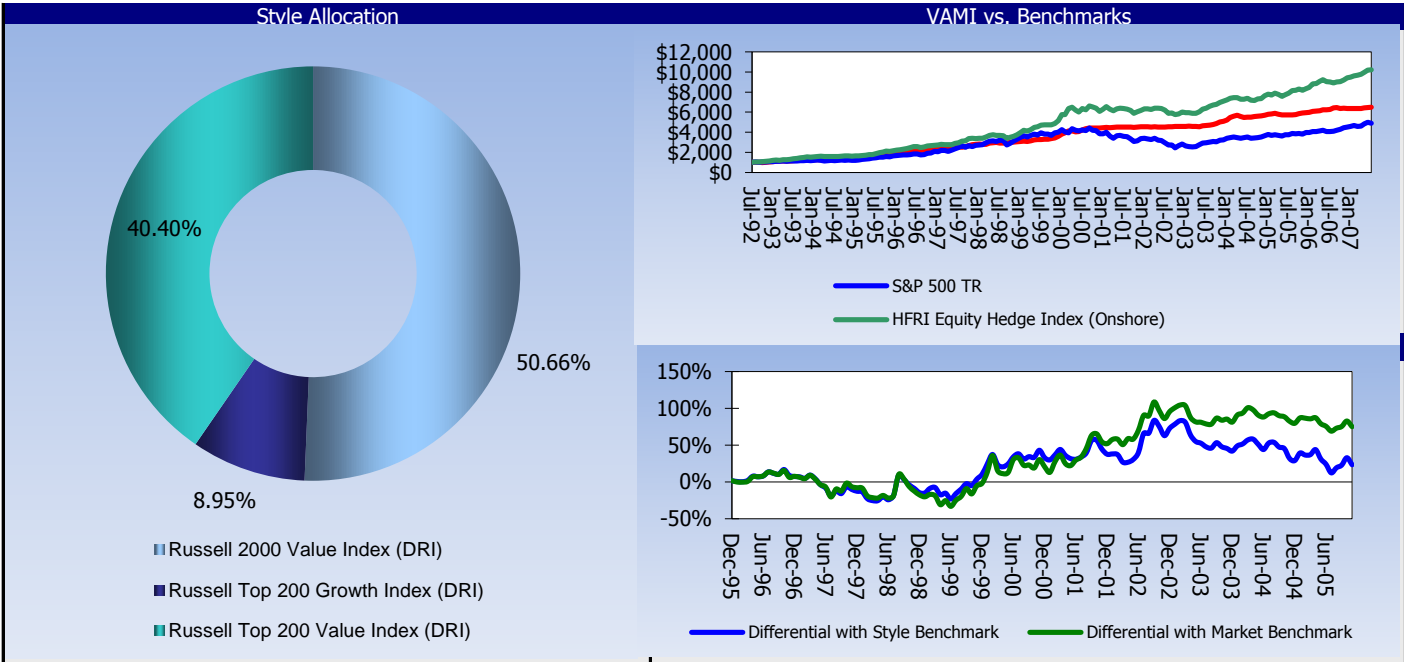 Style Allocation
40.40%
50.66%
8.95%
Russell 2000 Value Index (DRI)
Russell Top 200 Growth Index (DRI)
Russell Top 200 Value Index (DRI)
VAMI vs. Benchmarks
$12,000
$10,000
$8,000
$6,000
$4,000
$2,000
$0
Jul-92
Jan-93
Jul-93
Jan-94
Jul-94
Jan-95
Jul-95
Jan-96
Jul-96
Jan-97
Jul-97
Jan-98
Jul-98
Jan-99
Jul-99
Jan-00
Jul-00
Jan-01
Jul-01
Jan-02
Jul-02
Jan-03
Jul-03
Jan-04
Jul-04
Jan-05
Jul-05
Jan-06
Jul-06
Jan-07
S&P 500 TR
HFRI Equity Hedge Index (Onshore)
150%
100%
50%
0%
-50%
Dec-95
Jun-96
Dec-96
Jun-97
Dec-97
Jun-98
Dec-98
Jun-99
Dec-99
Jun-00
Dec-00
Jun-01
Dec-01
Jun-02
Dec-02
Jun-03
Dec-03
Jun-04
Dec-04
Jun-05
Differential with Style Benchmark
Differential with Market Benchmark